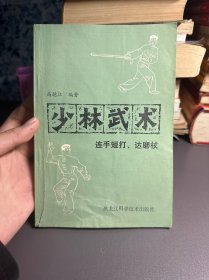 高德江 编著
少林武术
连手短打、达磨杖
黑龙江科学技术出版社